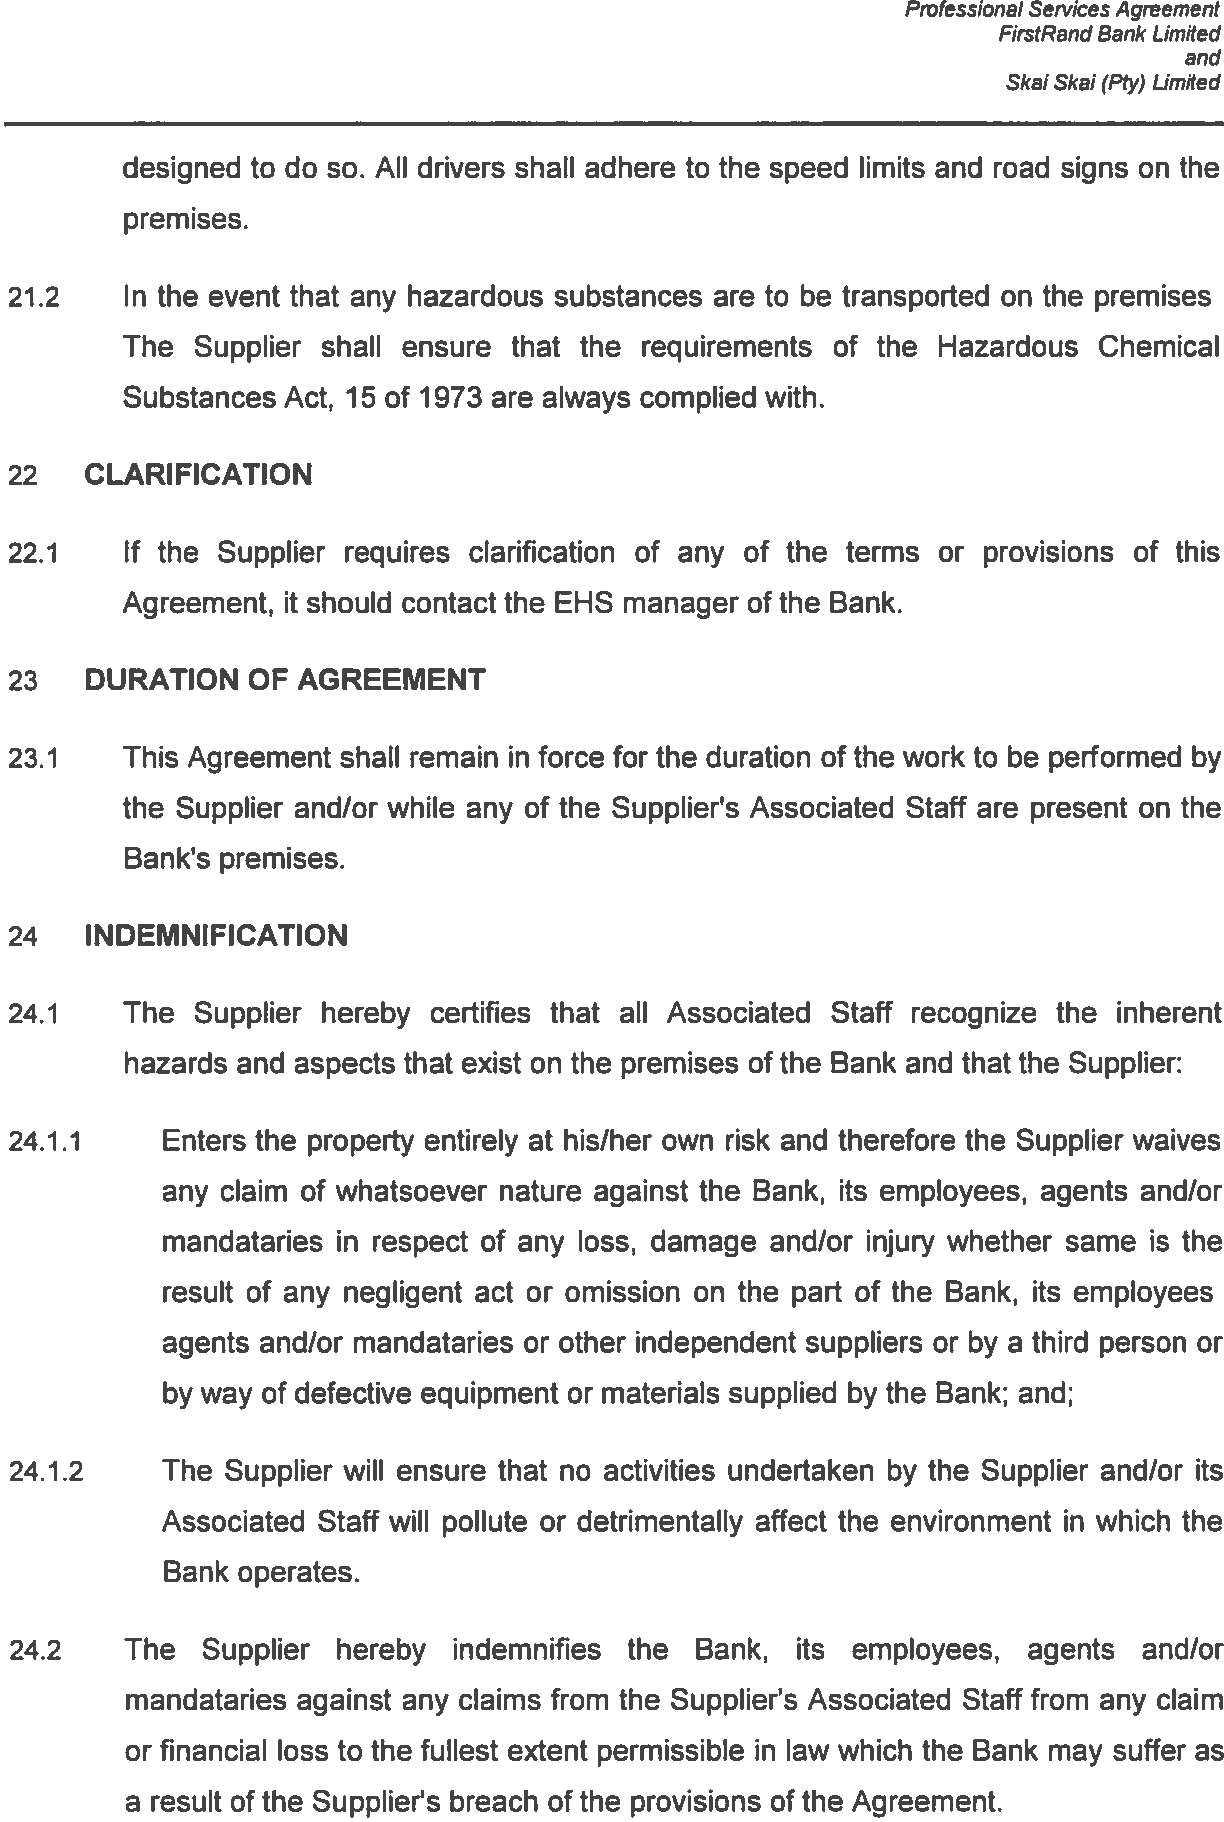 Professional Services Agreement
FirstRand Bank Limited
and
Skai Skai (Pty) Limited
designed to do so. All drivers shall adhere to the speed limits and road signs on the
premises.
21.2 In the event that any hazardous substances are to be transported on the premises
The Supplier shall ensure that the requirements of the Hazardous Chemical
Substances Act, 15 of 1973 are always complied with.
22 CLARIFICATION
22.1 If the Supplier requires clarification of any of the terms or provisions of this
Agreement, it should contact the EHS manager of the Bank.
23 DURATION OF AGREEMENT
23.1 This Agreement shall remain in force for the duration of the work to be performed by
the Supplier and/or while any of the Supplier's Associated Staff are present on the
Bank's premises.
24 INDEMNIFICATION
24.1 The Supplier hereby certifies that all Associated Staff recognize the inherent
hazards and aspects that exist on the premises of the Bank and that the Supplier:
24.1.1 Enters the property entirely at his/her own risk and therefore the Supplier waives
any claim of whatsoever nature against the Bank, its employees, agents and/or
mandataries in respect of any loss, damage and/or injury whether same is the
result of any negligent act or omission on the part of the Bank, its employees
agents and/or mandataries or other independent suppliers or by a third person or
by way of defective equipment or materials supplied by the Bank; and;
24.1.2 The Supplier will ensure that no activities undertaken by the Supplier and/or its
Associated Staff will pollute or detrimentally affect the environment in which the
Bank operates.
24.2 The Supplier hereby indemnifies the Bank, its employees, agents and/or
mandataries against any claims from the Supplier's Associated Staff from any claim
or financial loss to the fullest extent permissible in law which the Bank may suffer as
a result of the Supplier's breach of the provisions of the Agreement.